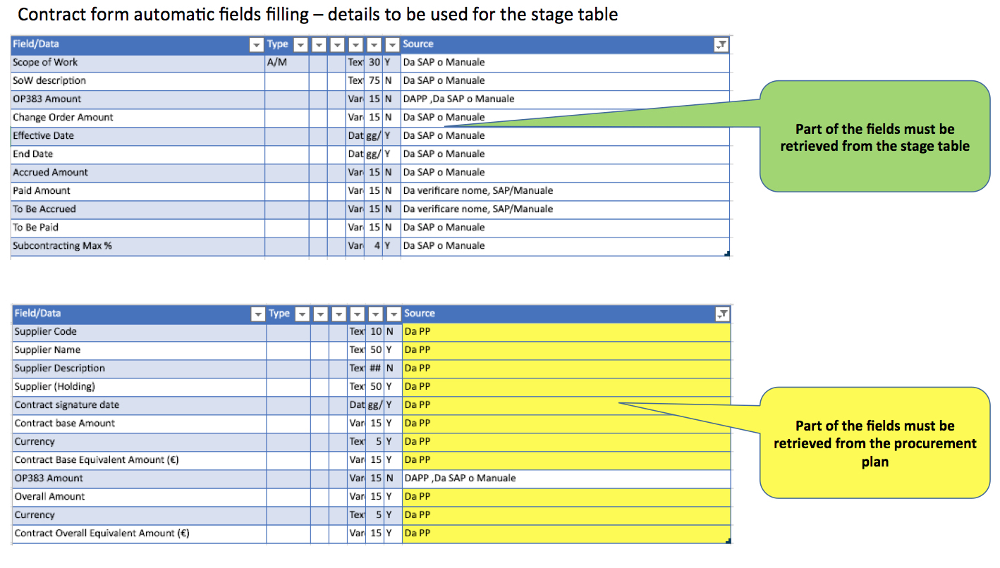 Contract form automatic fields filling – details to be used for the stage table
Field/Data Type Source
Scope of Work A/M Tex 30 Y Da SAP o Manuale
SoW description Tex 75 N Da SAP o Manuale
OP383 Amount Var 15 N DAPP ,Da SAP o Manuale
Change Order Amount Var 15 N Da SAP o Manuale
Effective Date Dat gg/ Y Da SAP o Manuale
End Date Dat gg/ Y Da SAP o Manuale
Accrued Amount Var 15 N Da SAP o Manuale
Paid Amount Var 15 N Da verificare nome, SAP/Manuale
To Be Accrued Var 15 N Da verificare nome, SAP/Manuale
To Be Paid Var 15 N Da SAP o Manuale
Subcontracting Max % Var 4 Y Da SAP o Manuale
Part of the fields must be
retrieved from the stage table
Field/Data Type Source
Supplier Code Tex 10 N Da PP
Supplier Name Tex 50 Y Da PP
Supplier Description Tex ## N Da PP
Supplier (Holding) Tex 50 Y Da PP
Contract signature date Dat gg/ Y Da PP
Contract base Amount Var 15 Y Da PP
Currency Tex 5 Y Da PP
Contract Base Equivalent Amount (€) Var 15 Y Da PP
OP383 Amount Var 15 N DAPP ,Da SAP o Manuale
Overall Amount Var 15 Y Da PP
Currency Tex 5 Y Da PP
Contract Overall Equivalent Amount (€) Var 15 Y Da PP
Part of the fields must be
retrieved from the procurement
plan